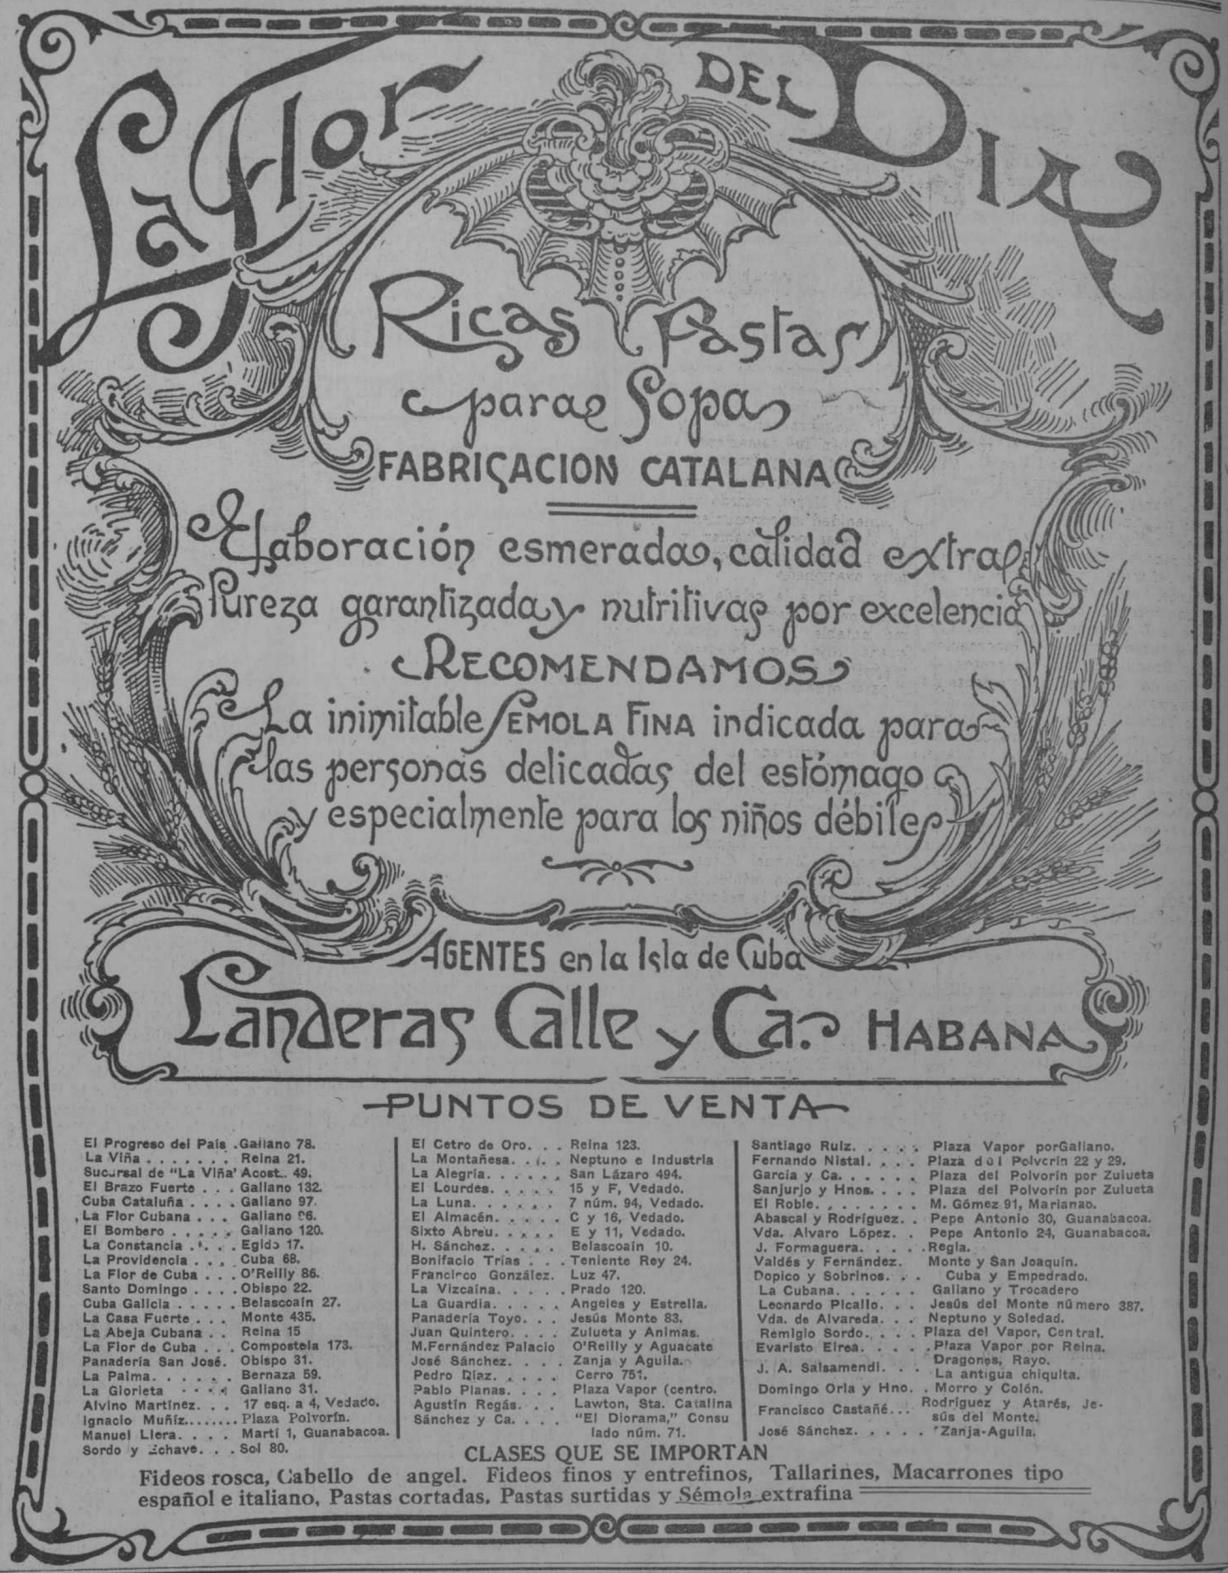 La Flor DEL DIA
Ricas Pastas
para Sopa
FABRICACION CATALANA
Elaboración esmerada, calidad extra
Pureza garantizada y nutritivas por excelencia
RECOMENDAMOS
La inimitable SEMOLA FINA indicada para
las personas delicadas del estómago
y especialmente para los niños débiles
AGENTES en la Isla de Cuba
Landeras Calle y Ca. HABANA
PUNTOS DE VENTA
El Progreso del País . Galiano 78.
La Viña . . . . . . . Reina 21.
Sucursal de "La Viña' Acost. 49.
El Brazo Fuerte . . . Galiano 132.
Cuba Cataluña . . . . Galiano 97.
La Flor Cubana . . . Galiano 96.
El Bombero . . . . . Galiano 120.
La Constancia . . . . Egido 17.
La Providencia . . . Cuba 68.
La Flor de Cuba . . . O'Reilly 86.
Santo Domingo . . . . Obispo 22.
Cuba Galicia . . . . . Belascoaín 27.
La Casa Fuerte . . . Monte 435.
La Abeja Cubana . . Reina 15
La Flor de Cuba . . . Compostela 173.
Panadería San José. Obispo 31.
La Palma. . . . . . Bernaza 59.
La Glorieta . . . . Galiano 31.
Alvino Martínez. . . 17 esq. a 4, Vedado.
Ignacio Muñiz....... Plaza Polvorín.
Manuel Llera. . . . Martí 1, Guanabacoa.
Sordo y Echave. . . Sol 80.
El Cetro de Oro. . . Reina 123.
La Montañesa. . . . Neptuno e Industria
La Alegría. . . . . . San Lázaro 494.
El Lourdes. . . . . 15 y F, Vedado.
La Luna. . . . . . 7 núm. 94, Vedado.
El Almacén. . . . . C y 16, Vedado.
Sixto Abreu. . . . . E y 11, Vedado.
H. Sánchez. . . . . Belascoaín 10.
Bonifacio Trías . . . Teniente Rey 24.
Francisco González. Luz 47.
La Vizcaína. . . . . Prado 120.
La Guardia. . . . . Angeles y Estrella.
Panadería Toyo. . . Jesús Monte 83.
Juan Quintero. . . . Zulueta y Animas.
M.Fernández Palacio O'Reilly y Aguacate
José Sánchez. . . . Zanja y Aguila.
Pedro Díaz. . . . . Cerro 751.
Pablo Planas. . . . Plaza Vapor (centro.
Agustín Regás. . . Lawton, Sta. Catalina
Sánchez y Ca. . . . "El Diorama," Consu
lado núm. 71.
Santiago Ruiz. . . . . Plaza Vapor porGaliano.
Fernando Nistal. . . . Plaza del Polvorín 22 y 29.
García y Ca. . . . . . Plaza del Polvorín por Zulueta
Sanjurjo y Hnos. . . . Plaza del Polvorín por Zulueta
El Roble. . . . . . . M. Gómez 91, Marianao.
Abascal y Rodríguez. . Pepe Antonio 30, Guanabacoa.
Vda. Alvaro López. . Pepe Antonio 24, Guanabacoa.
J. Formaguera. . . . . Regla.
Valdés y Fernández. Monte y San Joaquín.
Dopico y Sobrinos. . . Cuba y Empedrado.
La Cubana. . . . . . Galiano y Trocadero
Leonardo Picallo. . . Jesús del Monte número 387.
Vda. de Alvareda. . . Neptuno y Soledad.
Remigio Sordo. . . . Plaza del Vapor, Central.
Evaristo Eirea. . . . Plaza Vapor por Reina.
J. A. Salsamendi. . . Dragones, Rayo.
La antigua chiquita.
Domingo Oria y Hno. . Morro y Colón.
Francisco Castañé... Rodríguez y Atarés, Je-
sús del Monte.
José Sánchez. . . . . Zanja-Aguila.
CLASES QUE SE IMPORTAN
Fideos rosca, Cabello de angel. Fideos finos y entrefinos, Tallarines, Macarrones tipo
español e italiano, Pastas cortadas, Pastas surtidas y Sémola extrafina